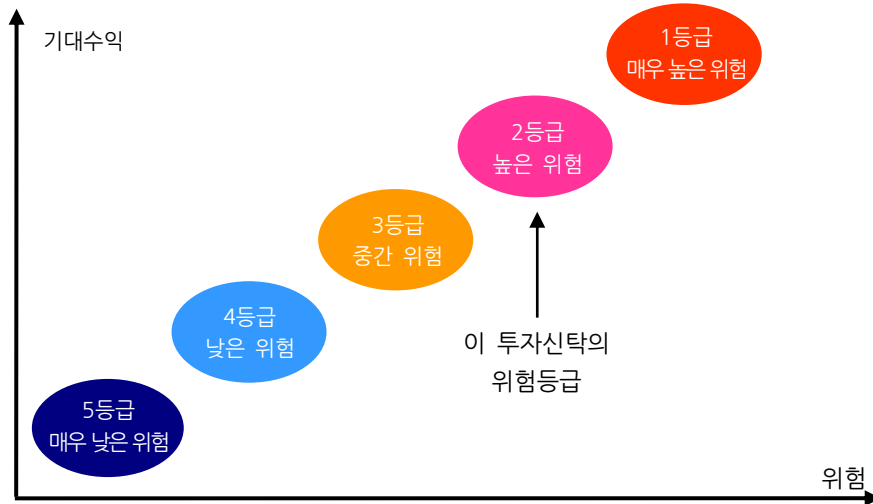 기대수익
1등급
매우 높은 위험
2등급
높은 위험
3등급
중간 위험
4등급
낮은 위험
이 투자신탁의
위험등급
5등급
매우 낮은 위험
위험